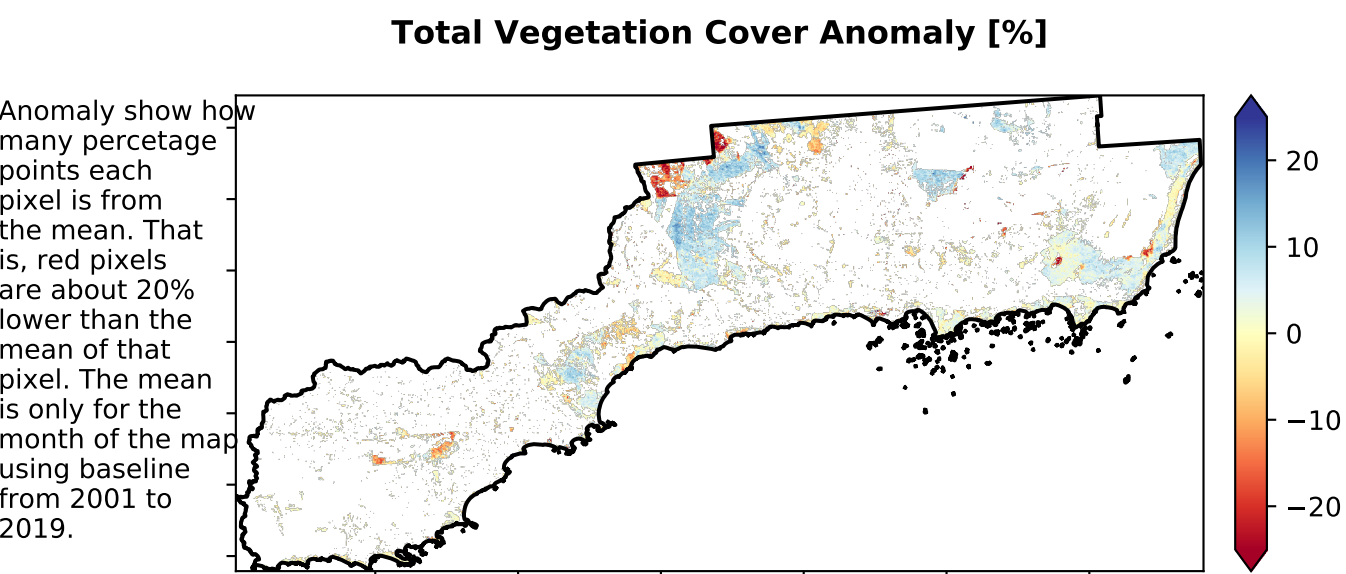 Total Vegetation Cover Anomaly [%]
Anomaly show how
many percetage
points each
pixel is from
the mean. That
is, red pixels
are about 20%
lower than the
mean of that
pixel. The mean
is only for the
month of the map
using baseline
from 2001 to
2019.
20
10
0
−10
−20